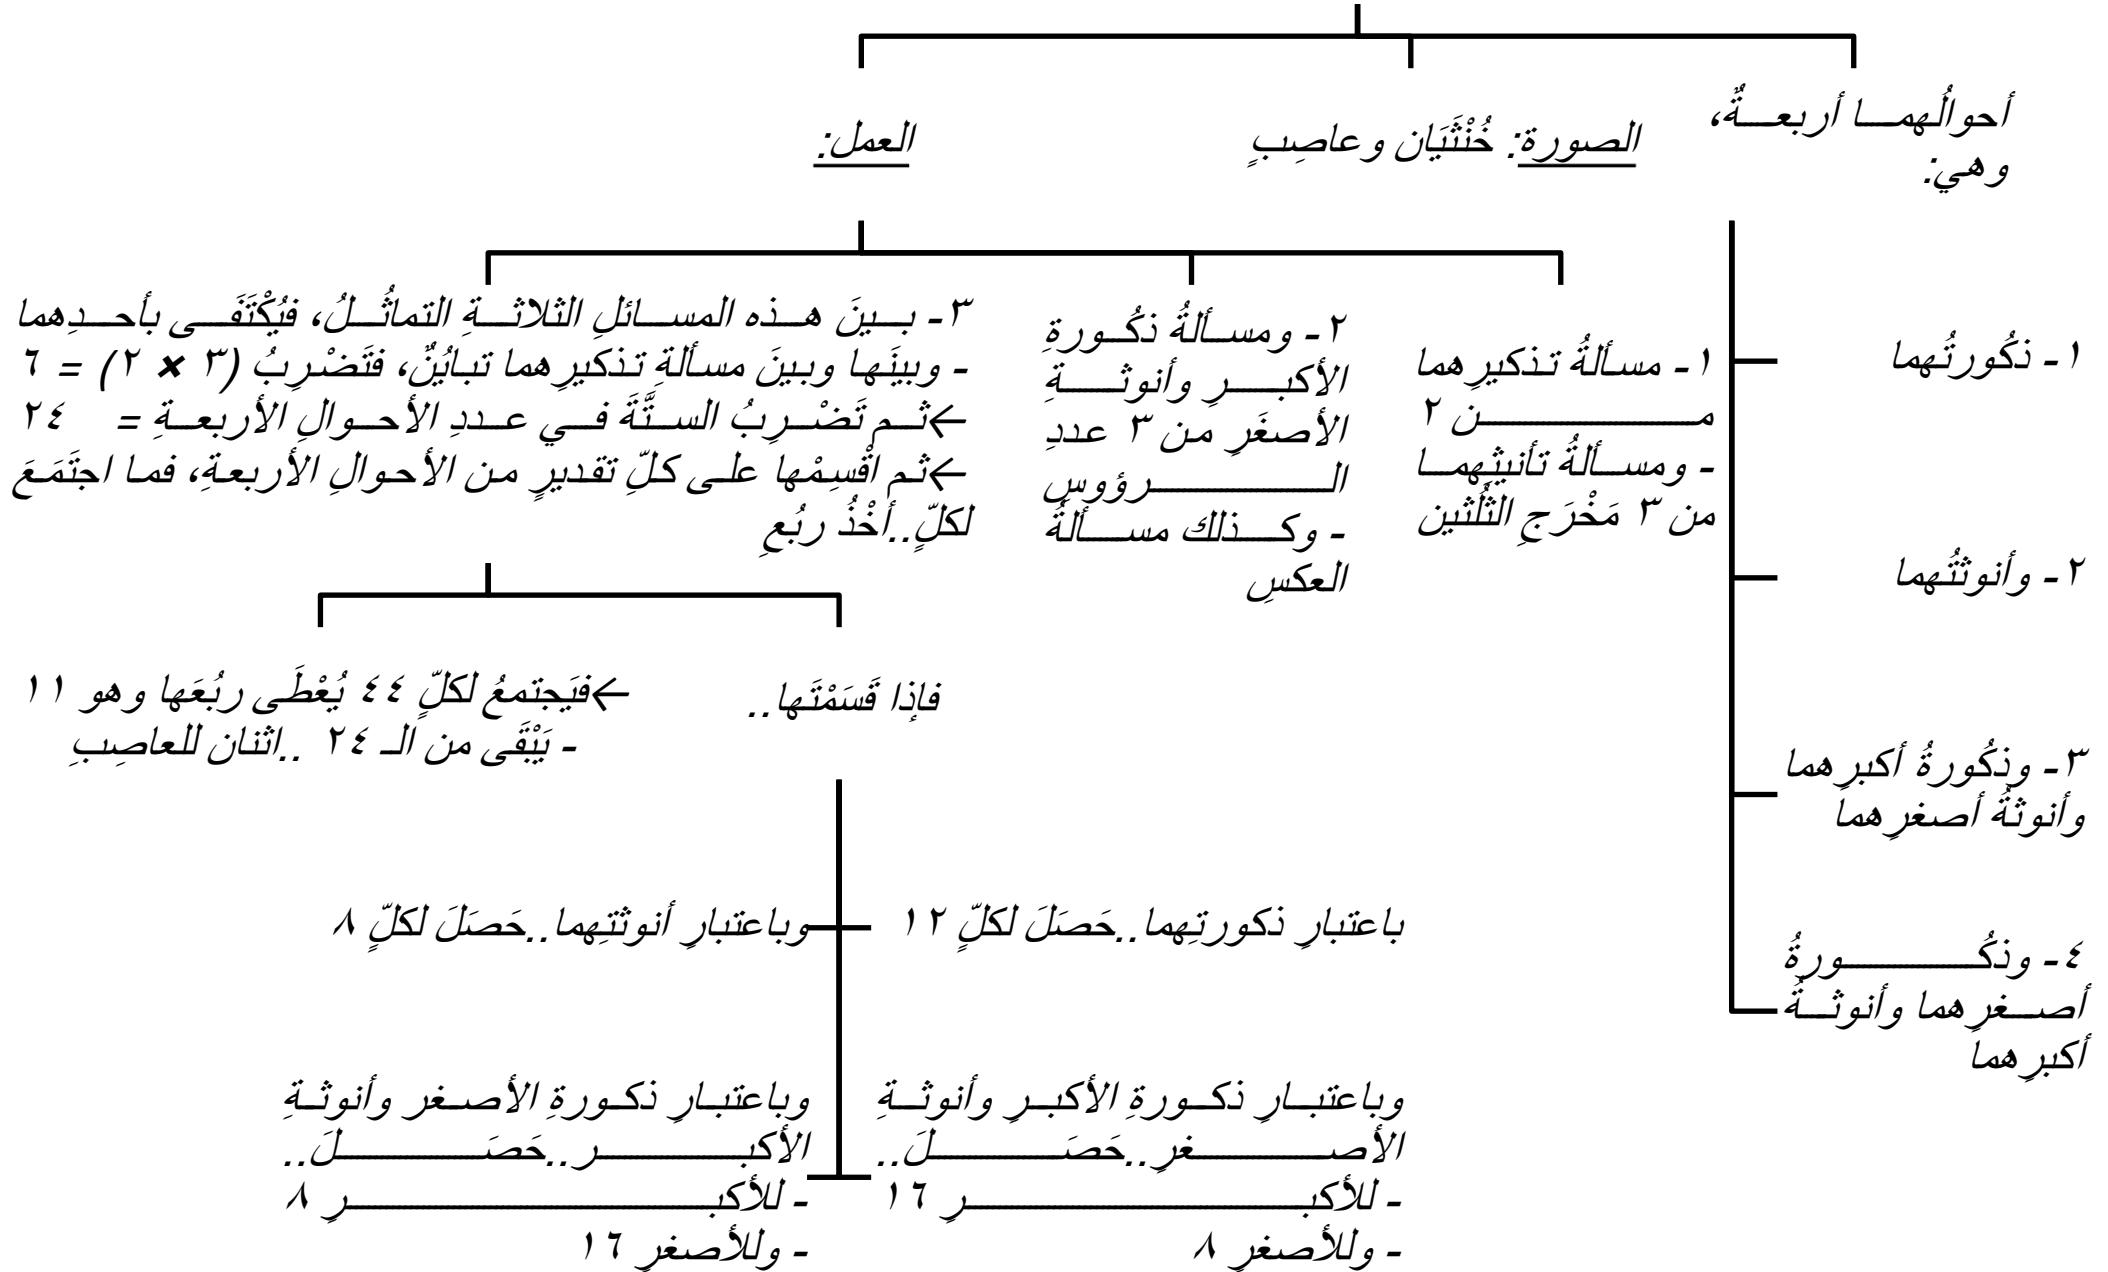 أحوالُهما أربعةٌ،
وهي:
١- ذكُورتُهما
٢- وأنوثتُهما
٣- وذكُورةُ أكبرِهما
وأنوثةُ أصغرِهما
٤- وذكُورةُ
أصغرِهما وأنوثةُ
أكبرِهما
الصورة: خُنْثَيَان وعاصِبٍ
العمل:
١- مسألةُ تذكيرِهما
من ٢
- ومسألةُ تأنيثِهما
من ٣ مَخْرَجِ الثلُثين
٢- ومسألةُ ذكُورةِ
الأكبرِ وأنوثةِ
الأصغَرِ من ٣ عددِ
الرؤوسِ
- وكذلك مسألةُ
العكسِ
٣- بينَ هذه المسائلِ الثلاثةِ التماثُلُ، فيُكْتَفَى بأحدِهما
- وبينَها وبينَ مسألةِ تذكيرِهما تبايُنٌ، فتَضْرِبُ (٣ × ٢) = ٦
←ثم تَضْرِبُ الستَّةَ في عددِ الأحوالِ الأربعةِ = ٢٤
←ثم اقْسِمْها على كلِّ تقديرٍ من الأحوالِ الأربعةِ، فما اجتَمَعَ
لكلٍّ..أخْذُ ربُعِ
فإذا قَسَمْتَها..
←فيَجتمعُ لكلٍّ ٤٤ يُعْطَى ربُعَها وهو ١١
- يَبْقَى من الـ ٢٤ ..اثنان للعاصِبِ
باعتبارِ ذكورتِهما..حَصَلَ لكلٍّ ١٢
وباعتبارِ أنوثتِهما..حَصَلَ لكلٍّ ٨
وباعتبارِ ذكورةِ الأكبرِ وأنوثةِ
الأصغرِ..حَصَلَ..
- للأكبرِ ١٦
- وللأصغرِ ٨
وباعتبارِ ذكورةِ الأصغر وأنوثةِ
الأكبر..حَصَلَ..
- للأكبرِ ٨
- وللأصغرِ ١٦